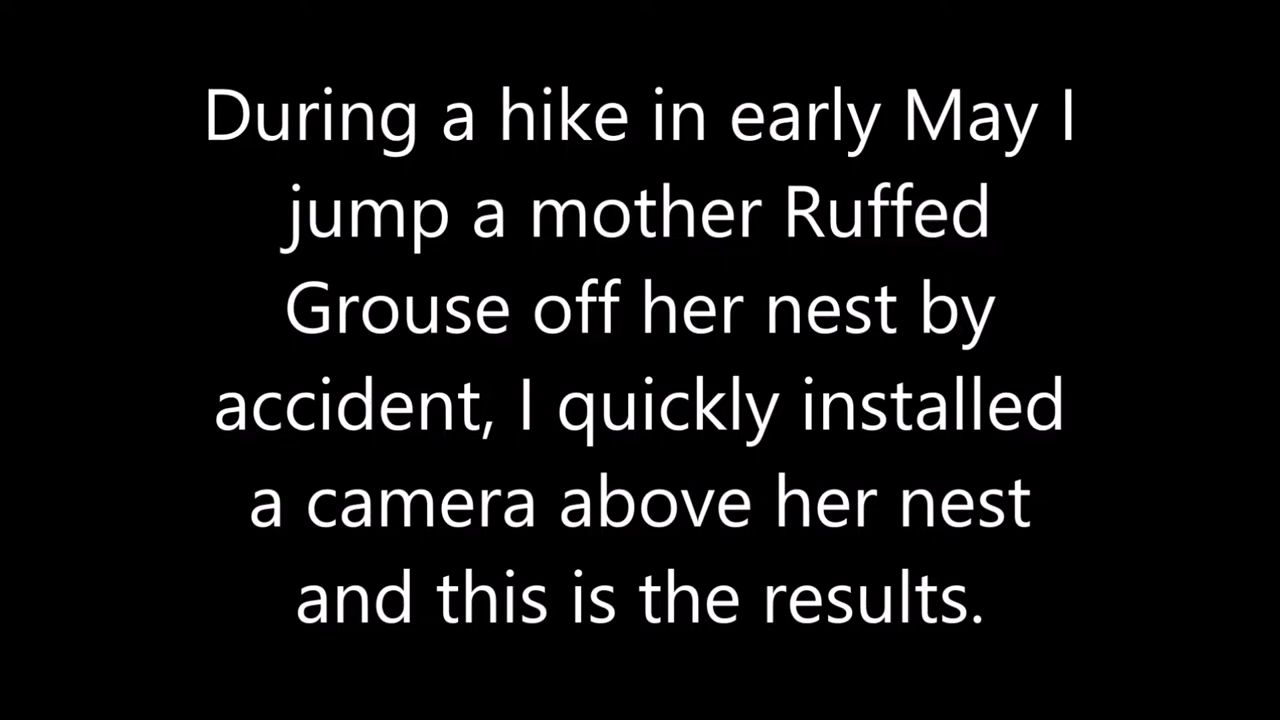 During a hike in early May I
jump a mother Ruffed
Grouse off her nest by
accident, I quickly installed
a camera above her nest
and this is the results.